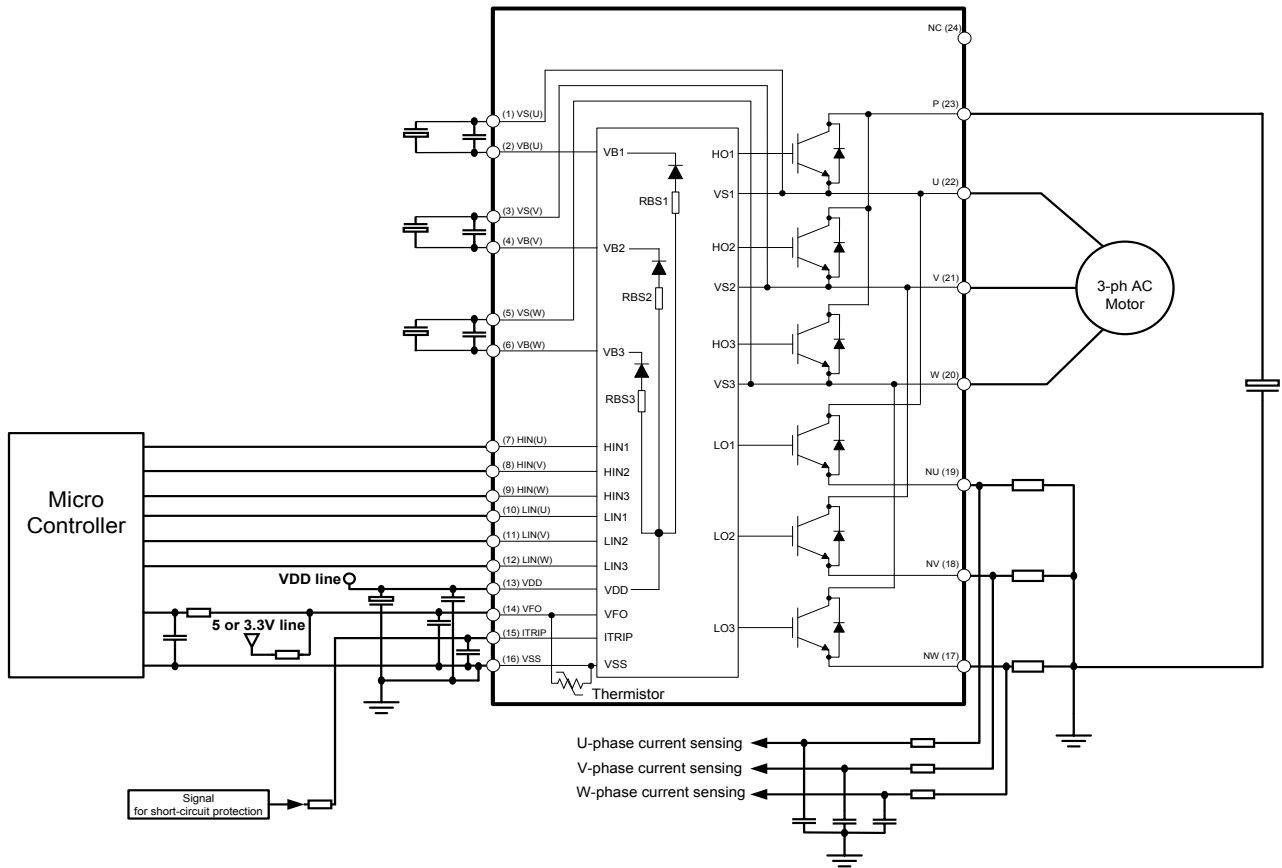 NC (24)
(1) VS(U)
P (23)
(2) VB(U)
VB1
HO1
RBS1
VS1
U (22)
(3) VS(V)
(4) VB(V)
VB2
HO2
RBS2
VS2
V (21)
3-ph AC
Motor
(5) VS(W)
(6) VB(W)
VB3
HO3
RBS3
VS3
W (20)
Micro
Controller
(7) HIN(U)
HIN1
LO1
(8) HIN(V)
HIN2
NU (19)
(9) HIN(W)
HIN3
(10) LIN(U)
LIN1
(11) LIN(V)
LIN2
LO2
(12) LIN(W)
LIN3
NV (18)
VDD line
(13) VDD
VDD
(14) VFO
VFO
5 or 3.3V line
LO3
(15) ITRIP
ITRIP
(16) VSS
VSS
NW (17)
Thermistor
U-phase current sensing
V-phase current sensing
W-phase current sensing
Signal
for short-circuit protection